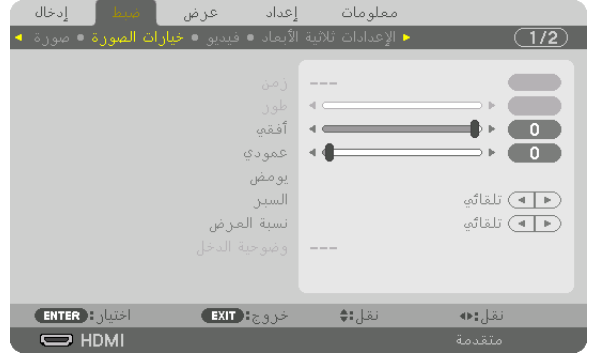 إدخال ضبط عرض إعداد معلومات
◄ صورة ● خيارات الصورة ● فيديو ● الإعدادات ثلاثية الأبعاد ► 1/2
زمن ---
طور
أفقي 0
عمودي 0
يومض
السبر تلقائي
نسبة العرض تلقائي
وضوحية الدخل ---
ENTER: اختيار EXIT: خروج نقل: نقل:
HDMI متقدمة